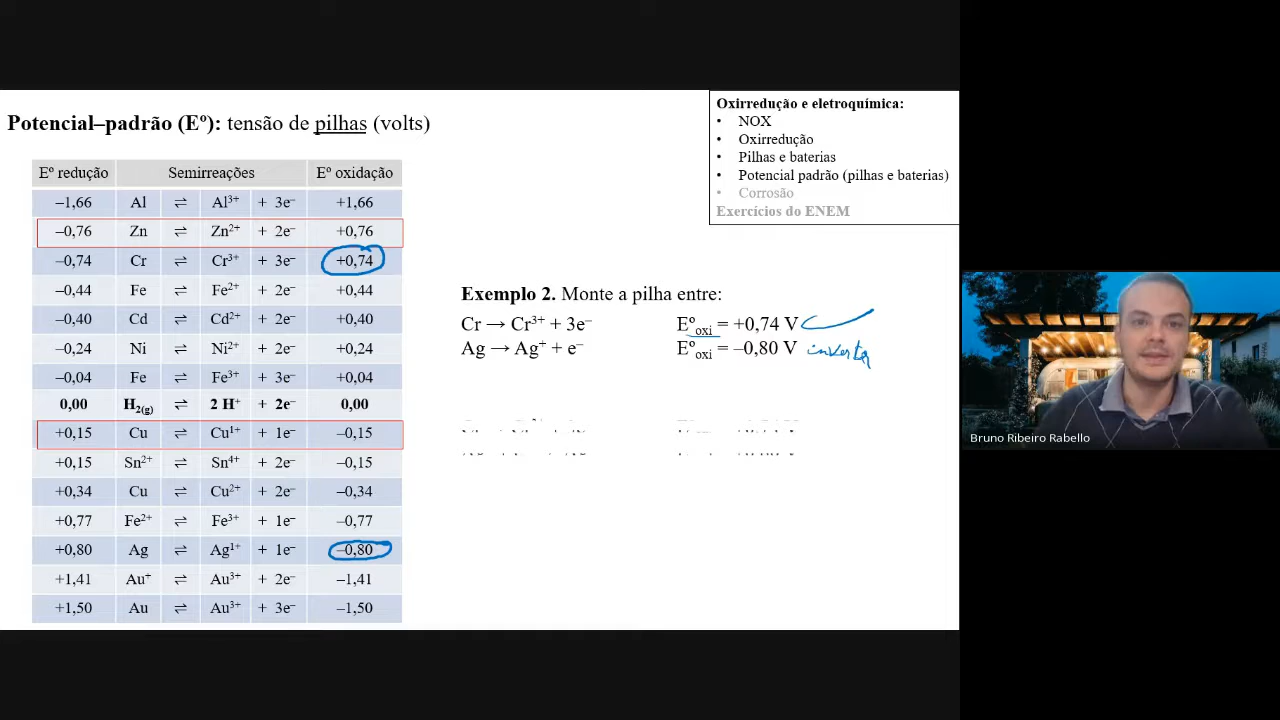 Potencial–padrão (Eº): tensão de pilhas (volts)
Oxirredução e eletroquímica:
• NOX
• Oxirredução
• Pilhas e baterias
• Potencial padrão (pilhas e baterias)
• Corrosão
Exercícios do ENEM
Eº redução Semirreações Eº oxidação
–1,66 Al ⇌ Al³⁺ + 3e⁻ +1,66
–0,76 Zn ⇌ Zn²⁺ + 2e⁻ +0,76
–0,74 Cr ⇌ Cr³⁺ + 3e⁻ +0,74
–0,44 Fe ⇌ Fe²⁺ + 2e⁻ +0,44
–0,40 Cd ⇌ Cd²⁺ + 2e⁻ +0,40
–0,24 Ni ⇌ Ni²⁺ + 2e⁻ +0,24
–0,04 Fe ⇌ Fe³⁺ + 3e⁻ +0,04
0,00 H₂₍g₎ ⇌ 2 H⁺ + 2e⁻ 0,00
+0,15 Cu ⇌ Cu¹⁺ + 1e⁻ –0,15
+0,15 Sn²⁺ ⇌ Sn⁴⁺ + 2e⁻ –0,15
+0,34 Cu ⇌ Cu²⁺ + 2e⁻ –0,34
+0,77 Fe²⁺ ⇌ Fe³⁺ + 1e⁻ –0,77
+0,80 Ag ⇌ Ag¹⁺ + 1e⁻ –0,80
+1,41 Au⁺ ⇌ Au³⁺ + 2e⁻ –1,41
+1,50 Au ⇌ Au³⁺ + 3e⁻ –1,50
Exemplo 2. Monte a pilha entre:
Cr → Cr³⁺ + 3e⁻ Eºoxi = +0,74 V
Ag → Ag⁺ + e⁻ Eºoxi = –0,80 V inverta
Bruno Ribeiro Rabello